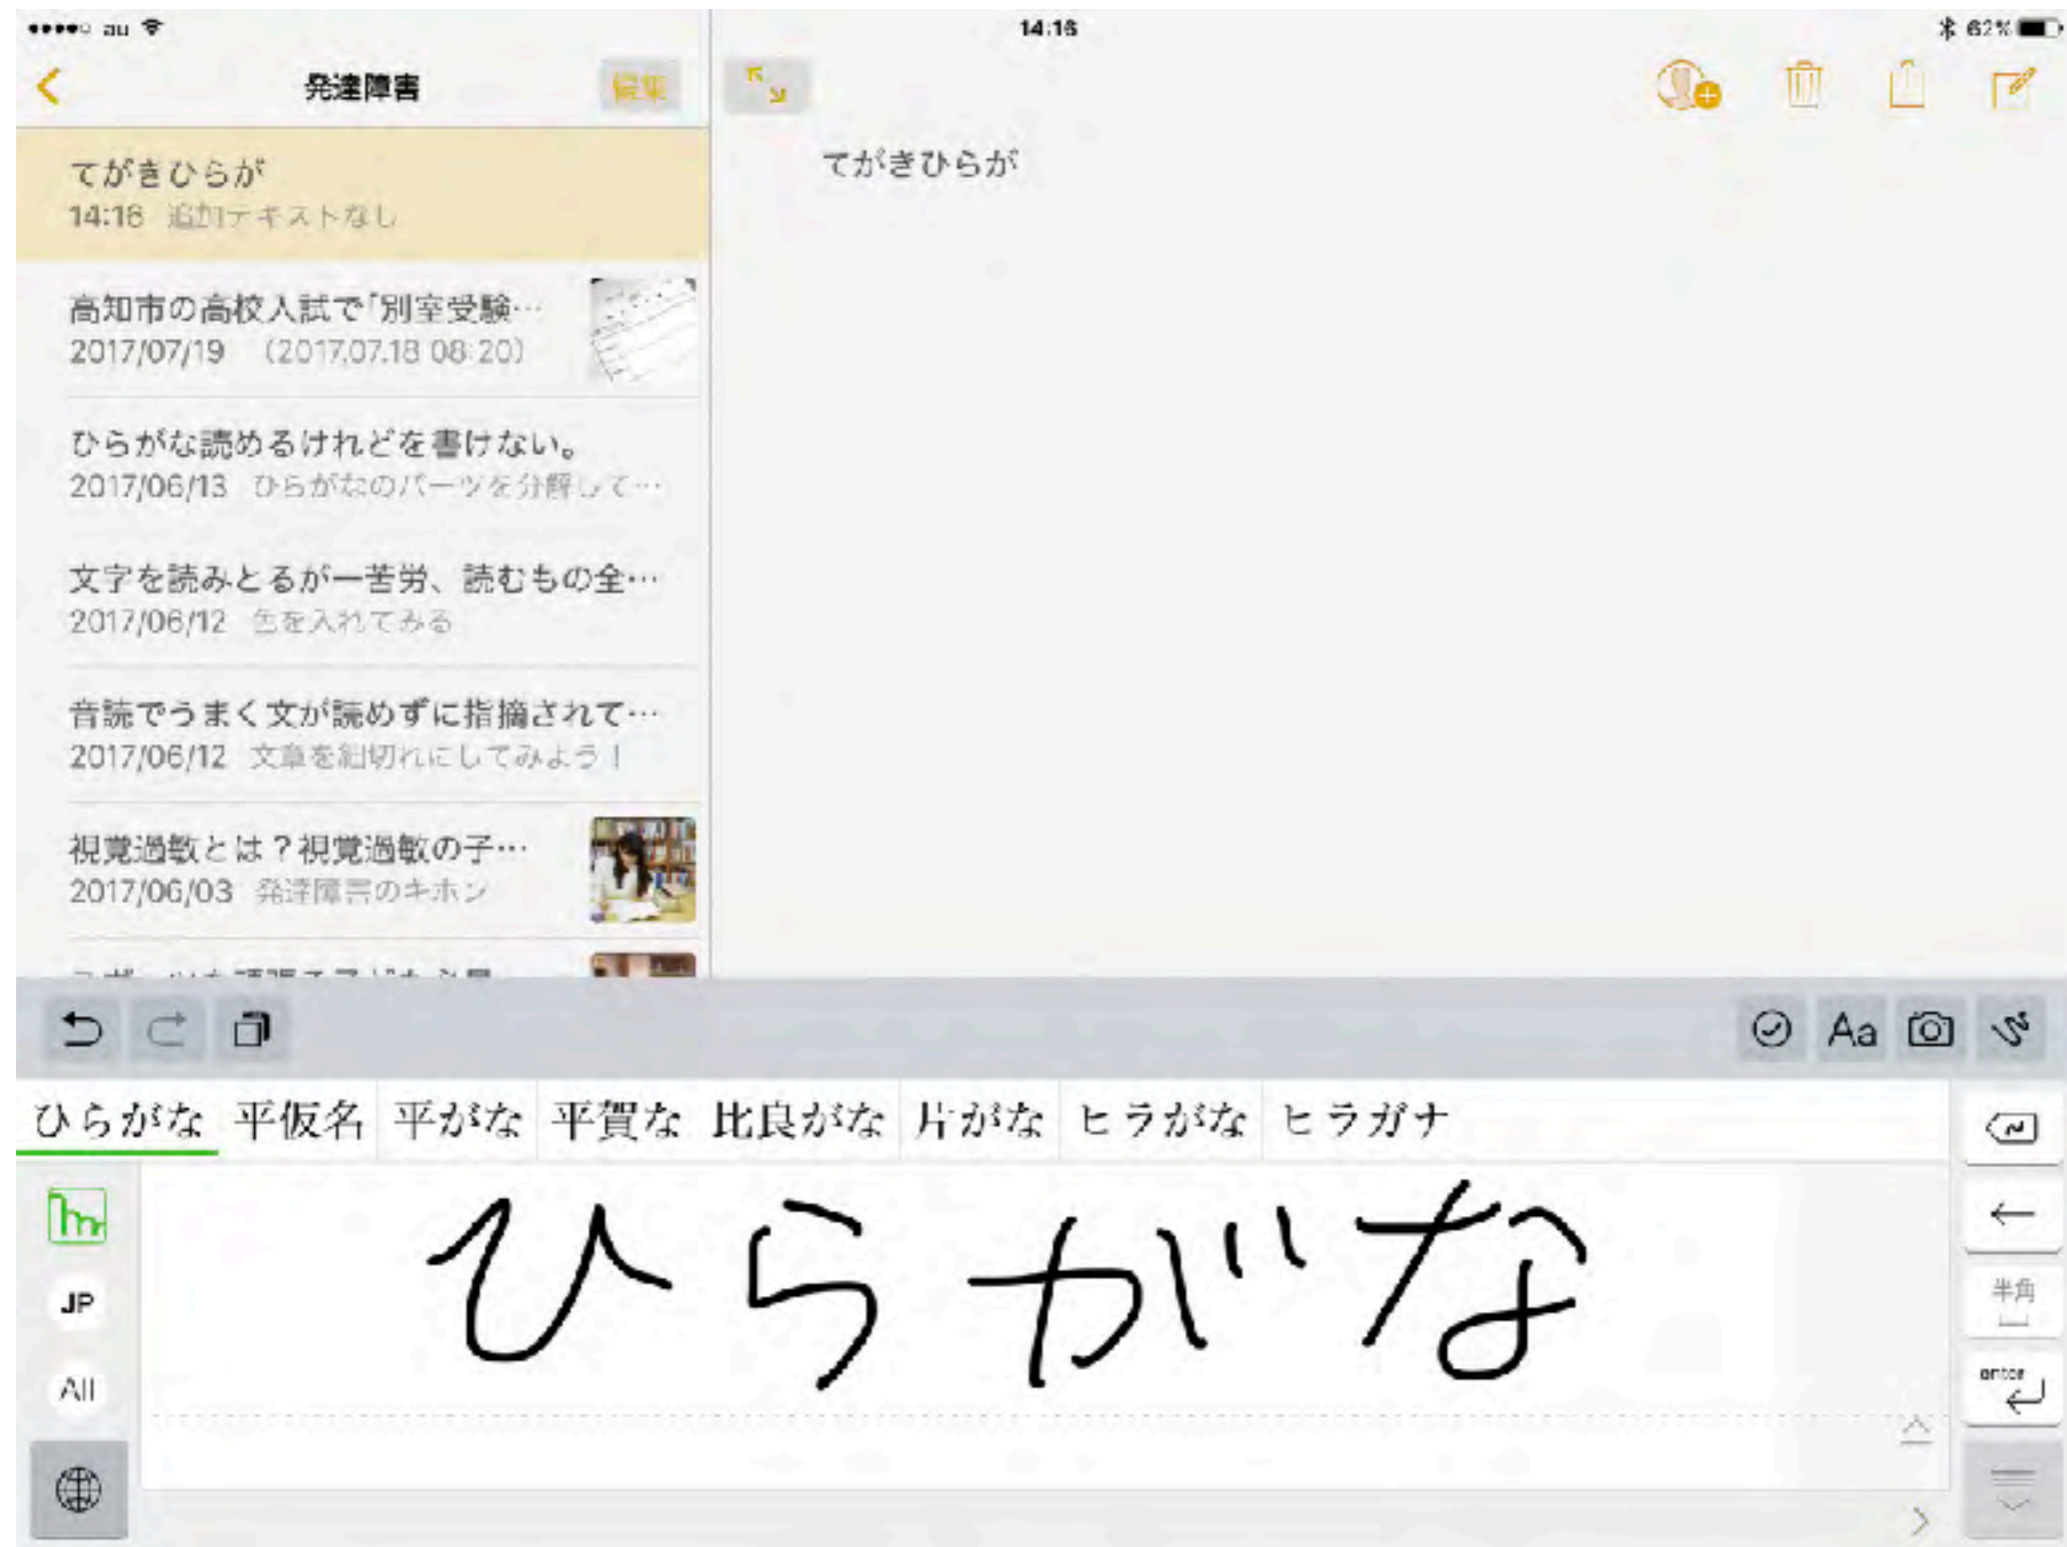 au
14:16
62%
発達障害
編集
てがきひらが
14:16 追加テキストなし
高知市の高校入試で「別室受験…
2017/07/19 （2017.07.18 08:20）
ひらがな読めるけれどを書けない。
2017/06/13 ひらがなのパーツを分解して…
文字を読みとるが一苦労、読むもの全…
2017/06/12 色を入れてみる
音読でうまく文が読めずに指摘されて…
2017/06/12 文章を細切れにしてみよう！
視覚過敏とは？視覚過敏の子…
2017/06/03 発達障害のキホン
てがきひらが
Aa
ひらがな 平仮名 平がな 平賀な 比良がな 片がな ヒラがな ヒラガナ
JP
All
ひらがな
半角
enter